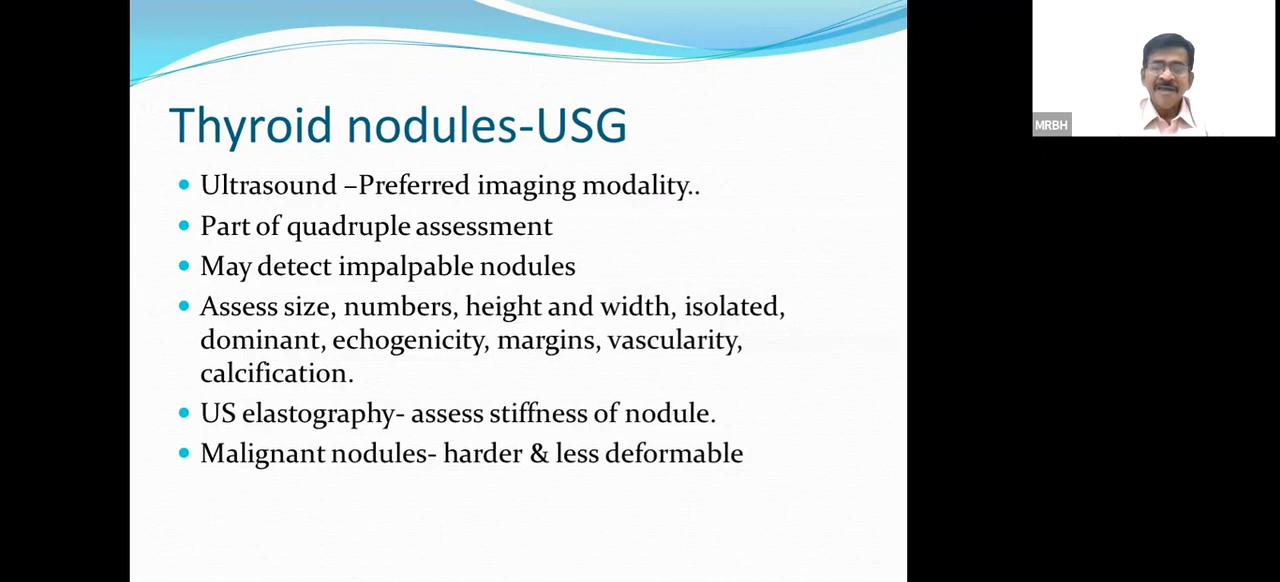 Thyroid nodules-USG
Ultrasound –Preferred imaging modality..
Part of quadruple assessment
May detect impalpable nodules
Assess size, numbers, height and width, isolated,
dominant, echogenicity, margins, vascularity,
calcification.
US elastography- assess stiffness of nodule.
Malignant nodules- harder & less deformable
MRBH